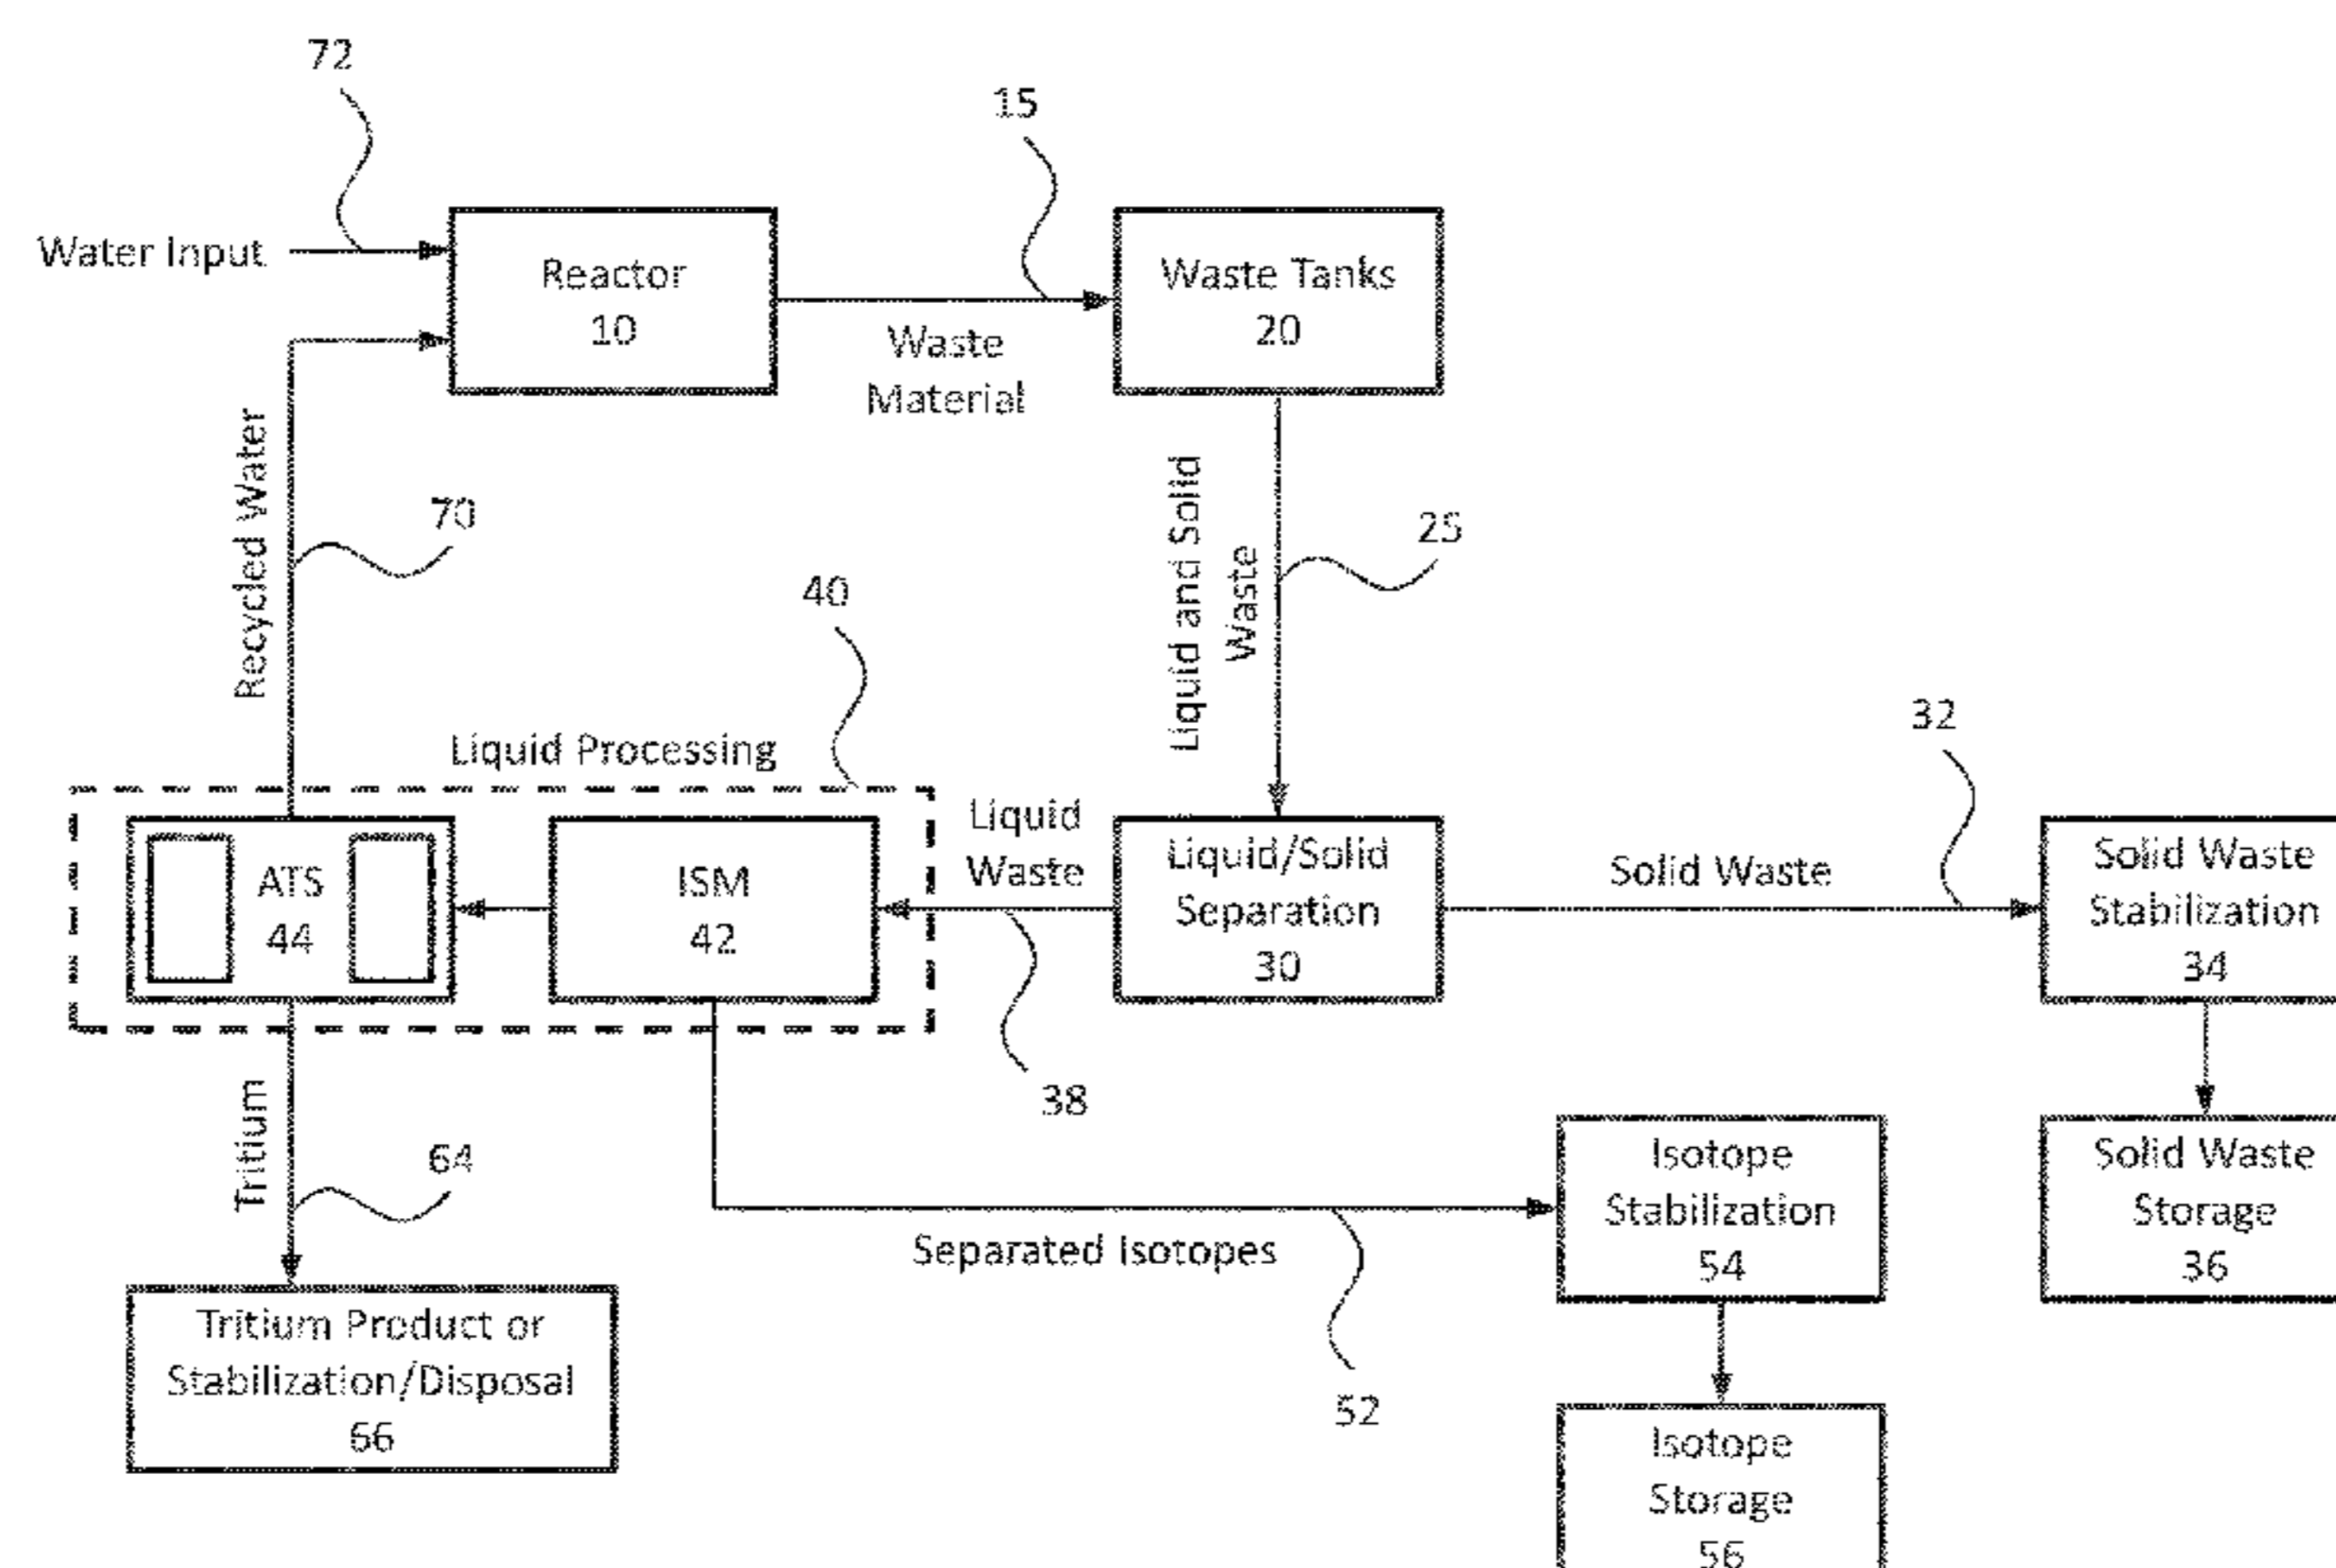 72
15
Water Input
Reactor
10
Waste
Material
Waste Tanks
20
Recycled Water
70
Liquid and Solid
Waste
25
40
32
Liquid Processing
ATS
44
ISM
42
Liquid
Waste
Liquid/Solid
Separation
30
Solid Waste
Solid Waste
Stabilization
34
38
Tritium
64
Separated Isotopes
52
Isotope
Stabilization
54
Solid Waste
Storage
36
Tritium Product or
Stabilization/Disposal
66
Isotope
Storage
56